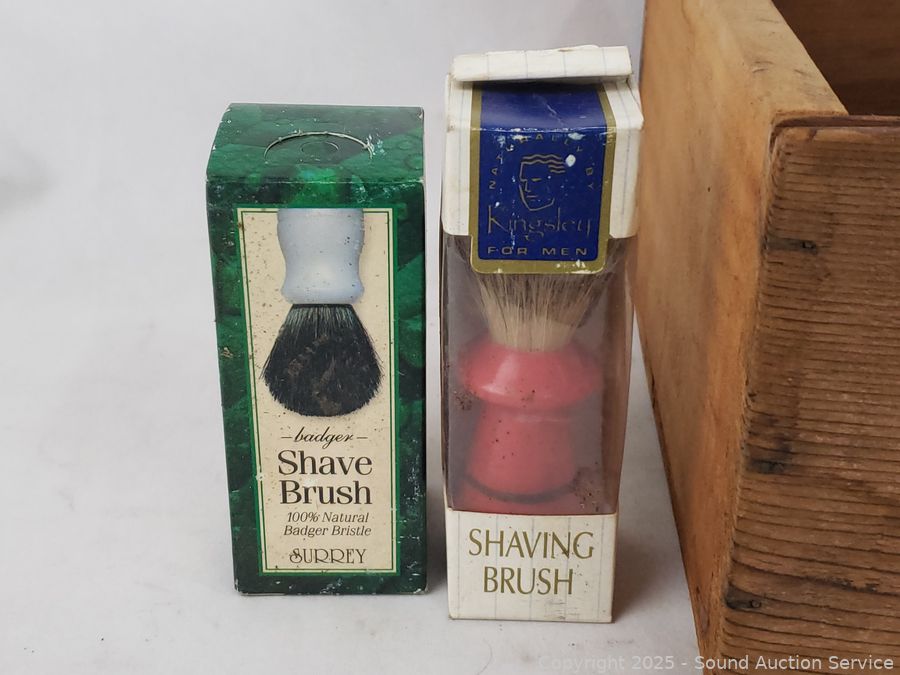 –badger–
Shave
Brush
100% Natural
Badger Bristle
SURREY
Kingsley
FOR MEN
SHAVING
BRUSH
Copyright 2025 - Sound Auction Service